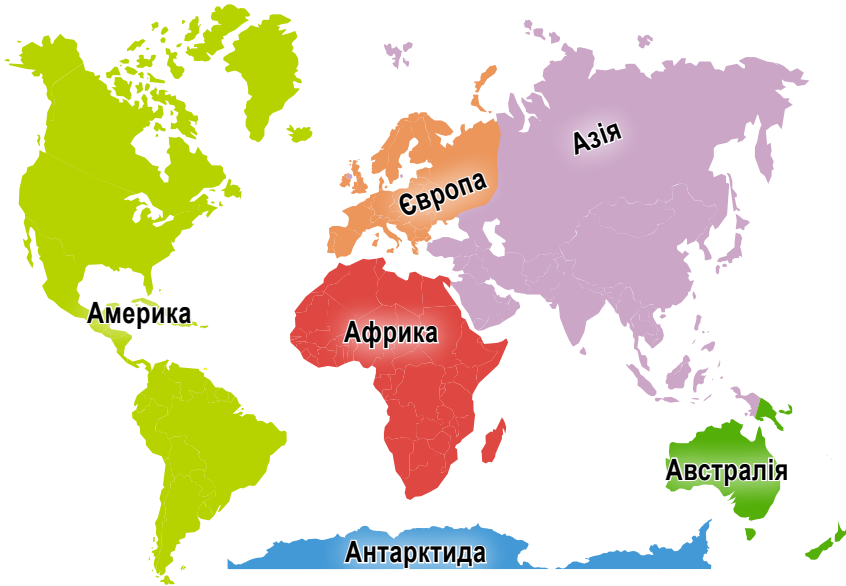 Азія
Європа
Америка
Африка
Австралія
Антарктида